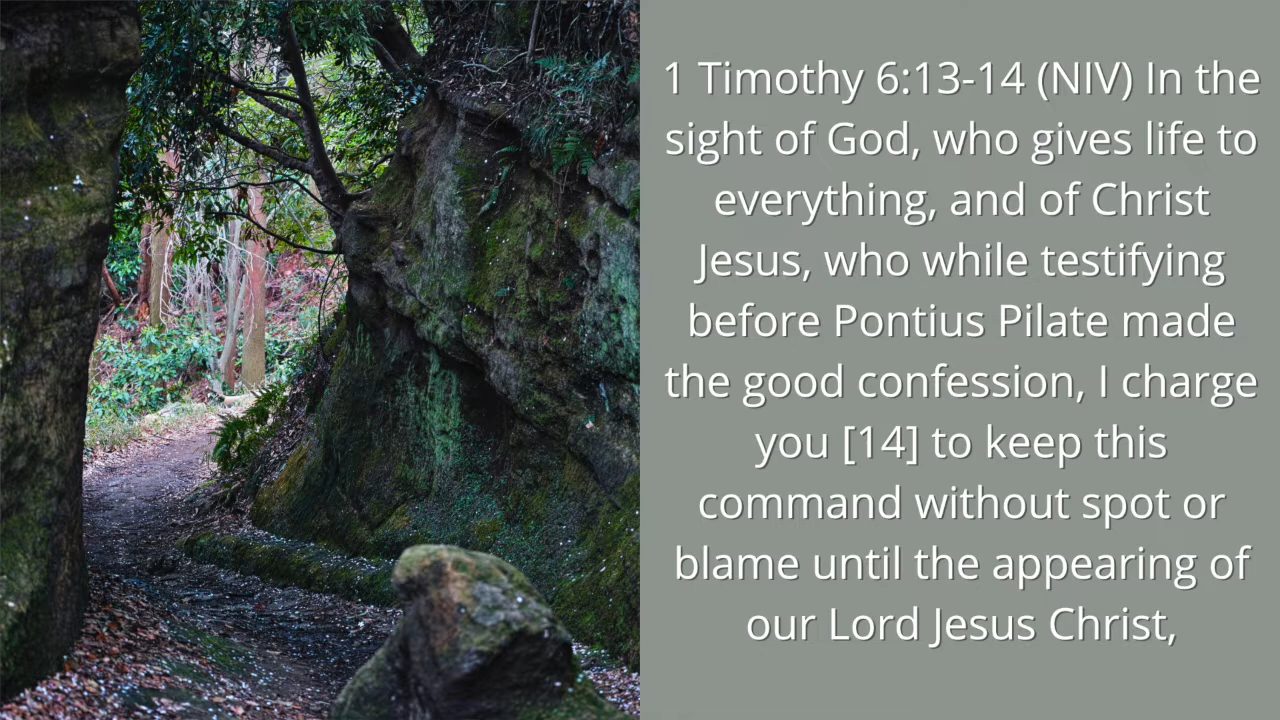 1 Timothy 6:13-14 (NIV) In the
sight of God, who gives life to
everything, and of Christ
Jesus, who while testifying
before Pontius Pilate made
the good confession, I charge
you [14] to keep this
command without spot or
blame until the appearing of
our Lord Jesus Christ,